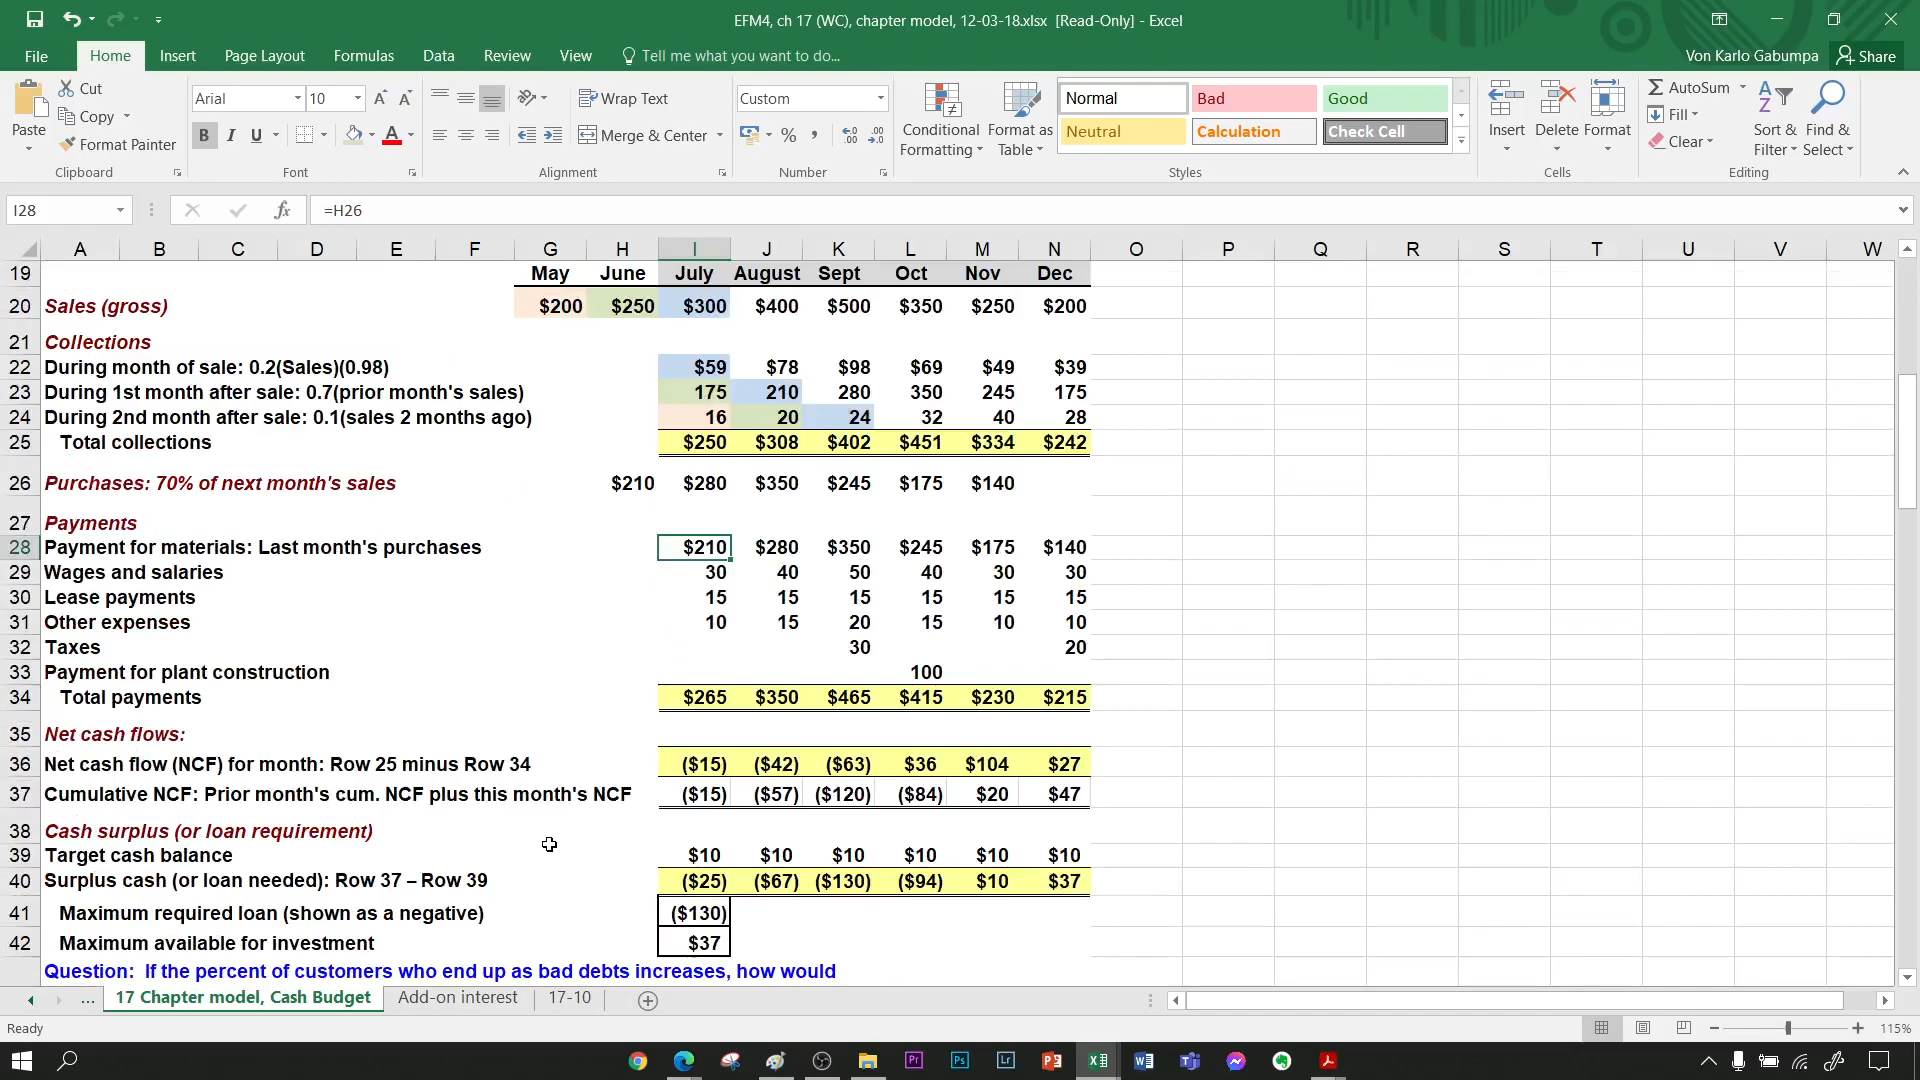 EFM4, ch 17 (WC), chapter model, 12-03-18.xlsx [Read-Only] - Excel
File Home Insert Page Layout Formulas Data Review View Tell me what you want to do... Von Karlo Gabumpa Share
Paste Cut Copy Format Painter Clipboard
Arial 10 B I U A Font
Wrap Text Merge & Center Alignment
Custom % , Number
Conditional Formatting Format as Table
Normal Bad Good
Neutral Calculation Check Cell
Styles
Insert Delete Format Cells
AutoSum Fill Clear Sort & Filter Find & Select Editing
I28 fx =H26
A B C D E F G H I J K L M N O P Q R S T U V W
19 May June July August Sept Oct Nov Dec
20 Sales (gross) $200 $250 $300 $400 $500 $350 $250 $200
21 Collections
22 During month of sale: 0.2(Sales)(0.98) $59 $78 $98 $69 $49 $39
23 During 1st month after sale: 0.7(prior month's sales) 175 210 280 350 245 175
24 During 2nd month after sale: 0.1(sales 2 months ago) 16 20 24 32 40 28
25 Total collections $250 $308 $402 $451 $334 $242
26 Purchases: 70% of next month's sales $210 $280 $350 $245 $175 $140
27 Payments
28 Payment for materials: Last month's purchases $210 $280 $350 $245 $175 $140
29 Wages and salaries 30 40 50 40 30 30
30 Lease payments 15 15 15 15 15 15
31 Other expenses 10 15 20 15 10 10
32 Taxes 30 20
33 Payment for plant construction 100
34 Total payments $265 $350 $465 $415 $230 $215
35 Net cash flows:
36 Net cash flow (NCF) for month: Row 25 minus Row 34 ($15) ($42) ($63) $36 $104 $27
37 Cumulative NCF: Prior month's cum. NCF plus this month's NCF ($15) ($57) ($120) ($84) $20 $47
38 Cash surplus (or loan requirement)
39 Target cash balance $10 $10 $10 $10 $10 $10
40 Surplus cash (or loan needed): Row 37 – Row 39 ($25) ($67) ($130) ($94) $10 $37
41 Maximum required loan (shown as a negative) ($130)
42 Maximum available for investment $37
Question: If the percent of customers who end up as bad debts increases, how would
... 17 Chapter model, Cash Budget Add-on interest 17-10
Ready 115%
Pr Ps Lr